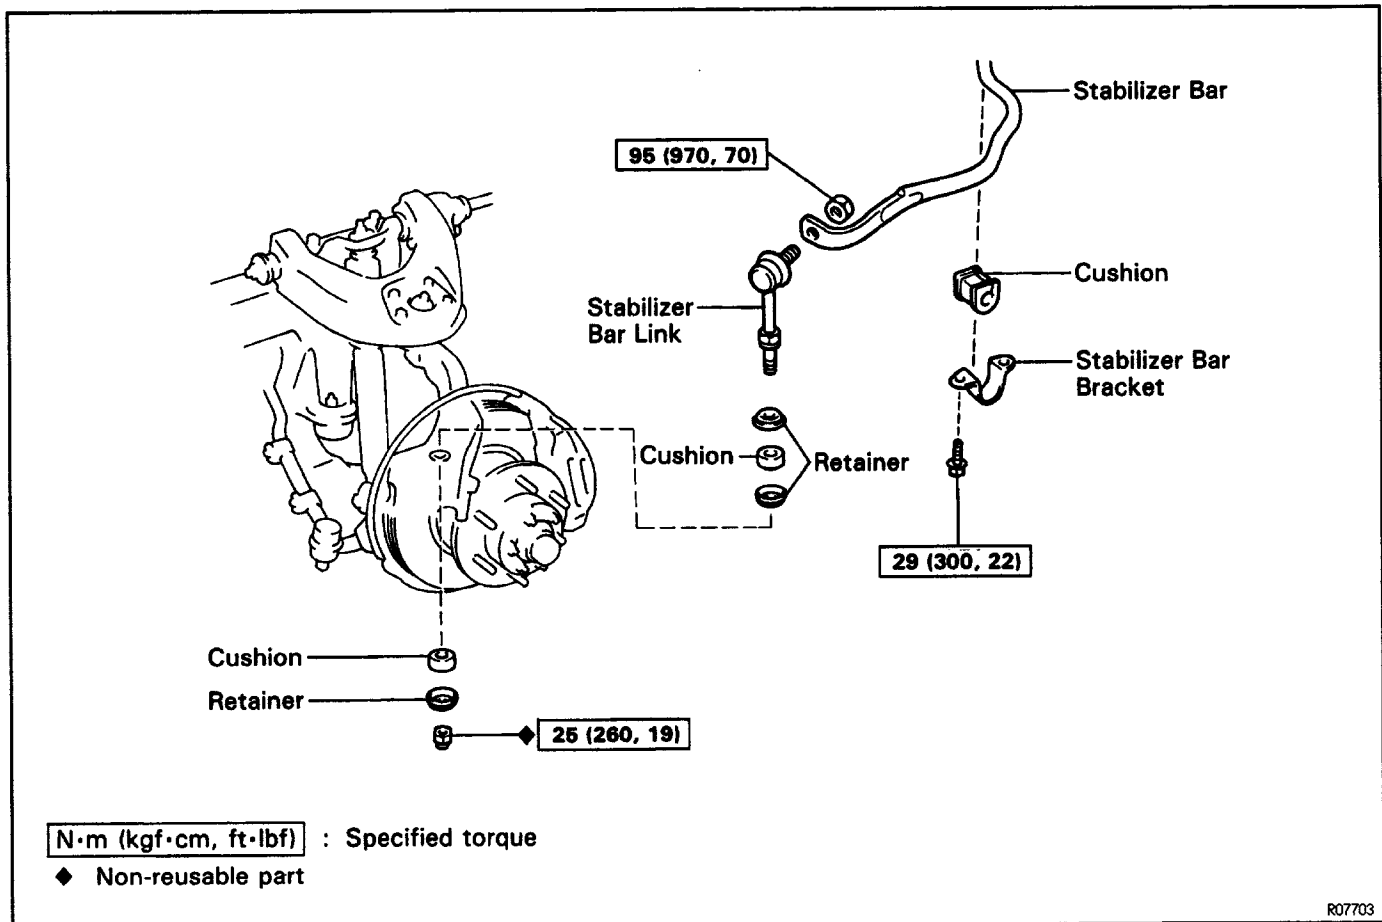 Stabilizer Bar
95 (970, 70)
Cushion
Stabilizer
Bar Link
Stabilizer Bar
Bracket
Cushion
Retainer
29 (300, 22)
Cushion
Retainer
◆ 25 (260, 19)
N·m (kgf·cm, ft·lbf) : Specified torque
◆ Non-reusable part
R07703